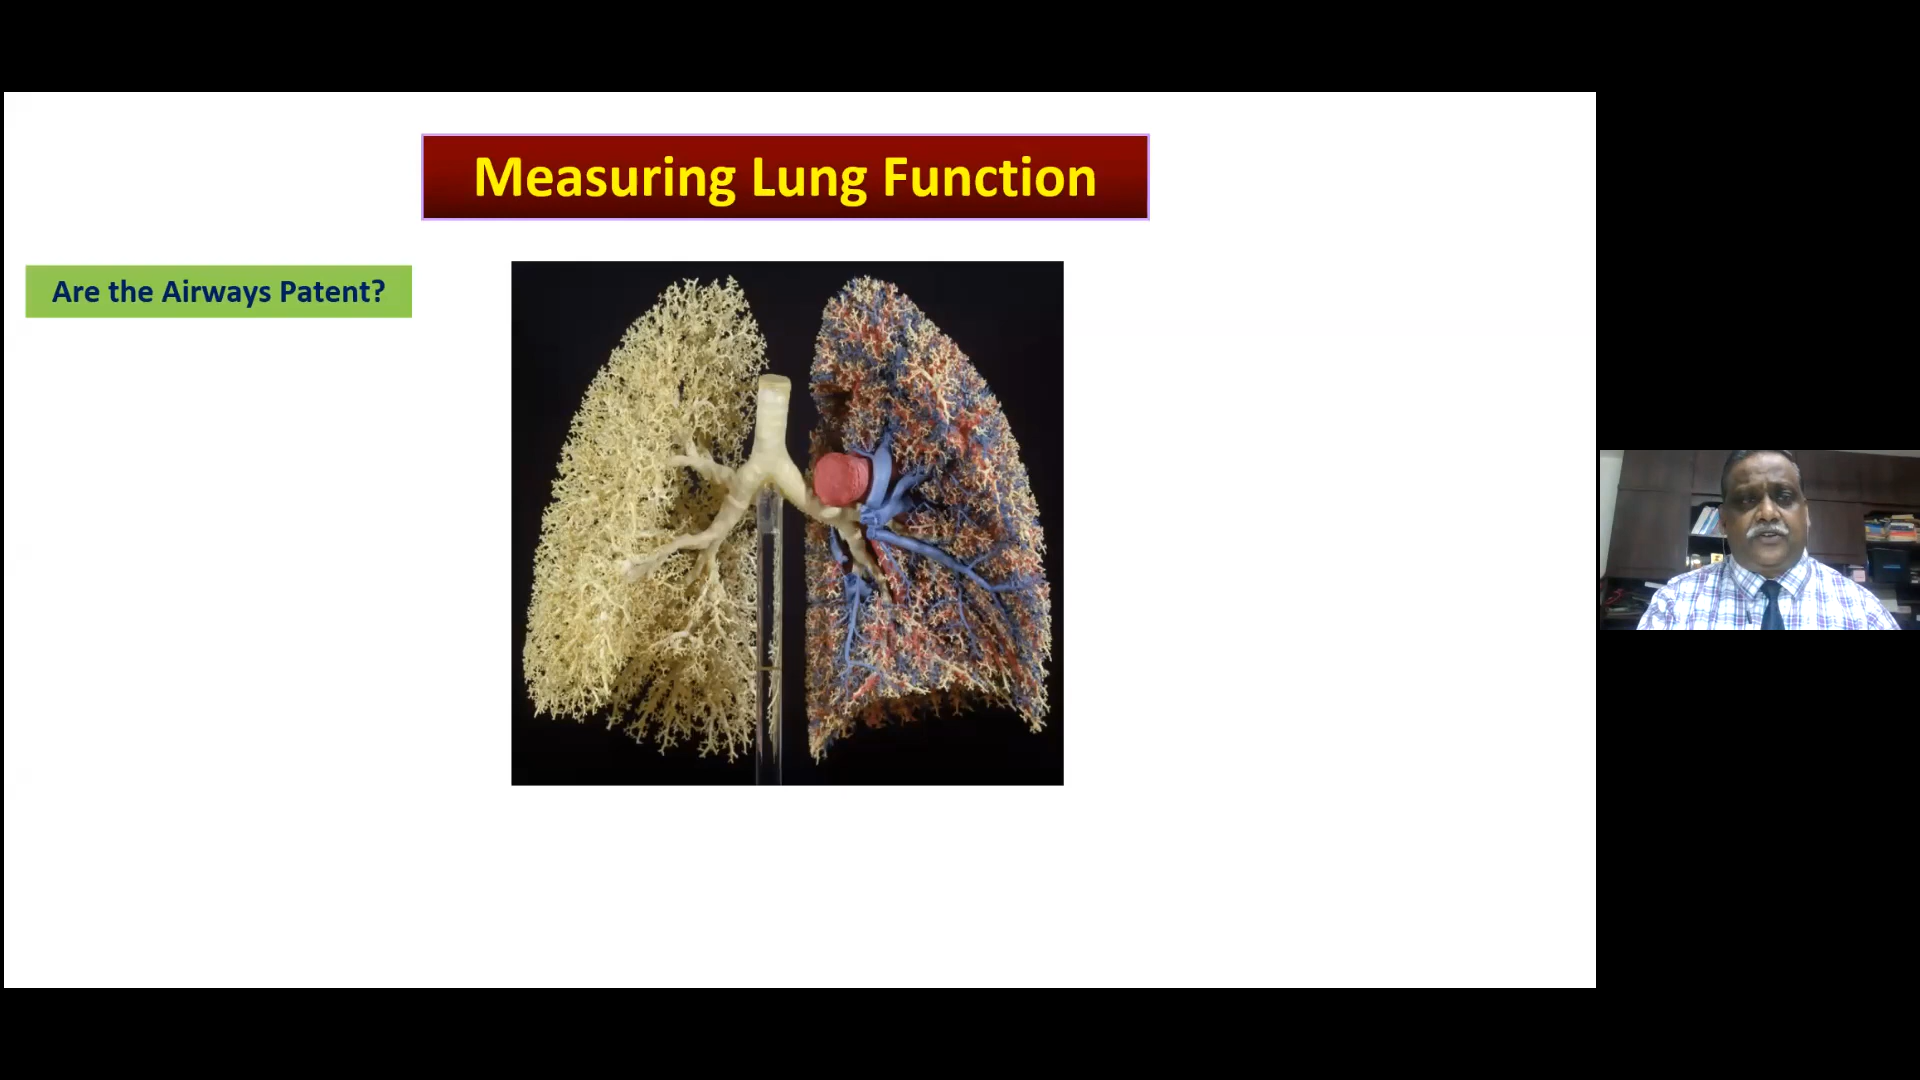 Measuring Lung Function
Are the Airways Patent?